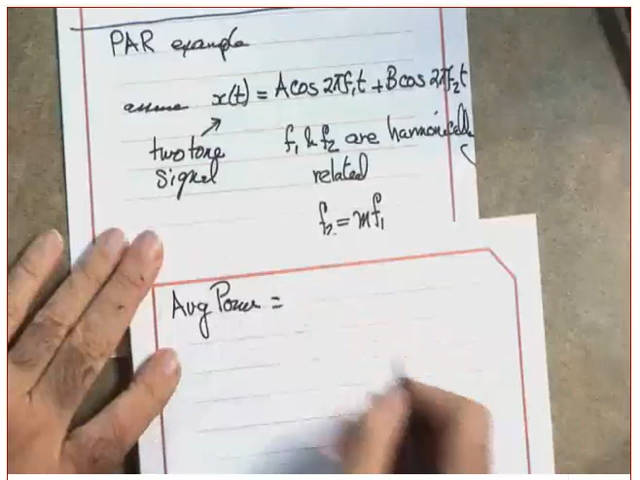 PAR example
assume x(t) = A cos 2πf₁t + B cos 2πf₂t
two tone f₁ & f₂ are harmonically
signal related
f₂ = mf₁
Avg Power =